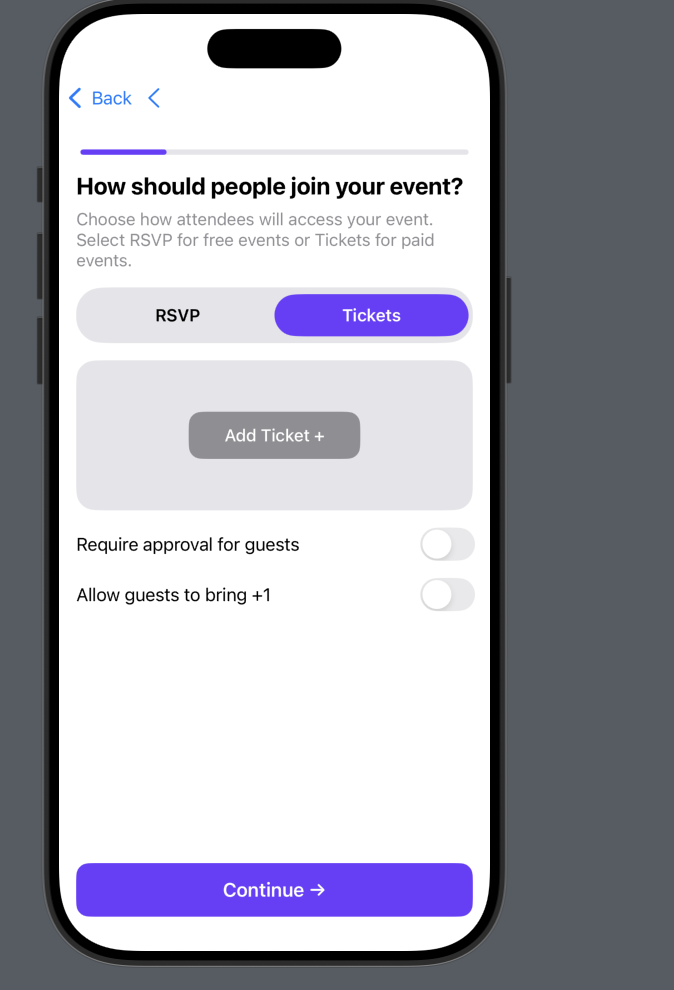 Back
How should people join your event?
Choose how attendees will access your event.
Select RSVP for free events or Tickets for paid
events.
RSVP Tickets
Add Ticket +
Require approval for guests
Allow guests to bring +1
Continue →